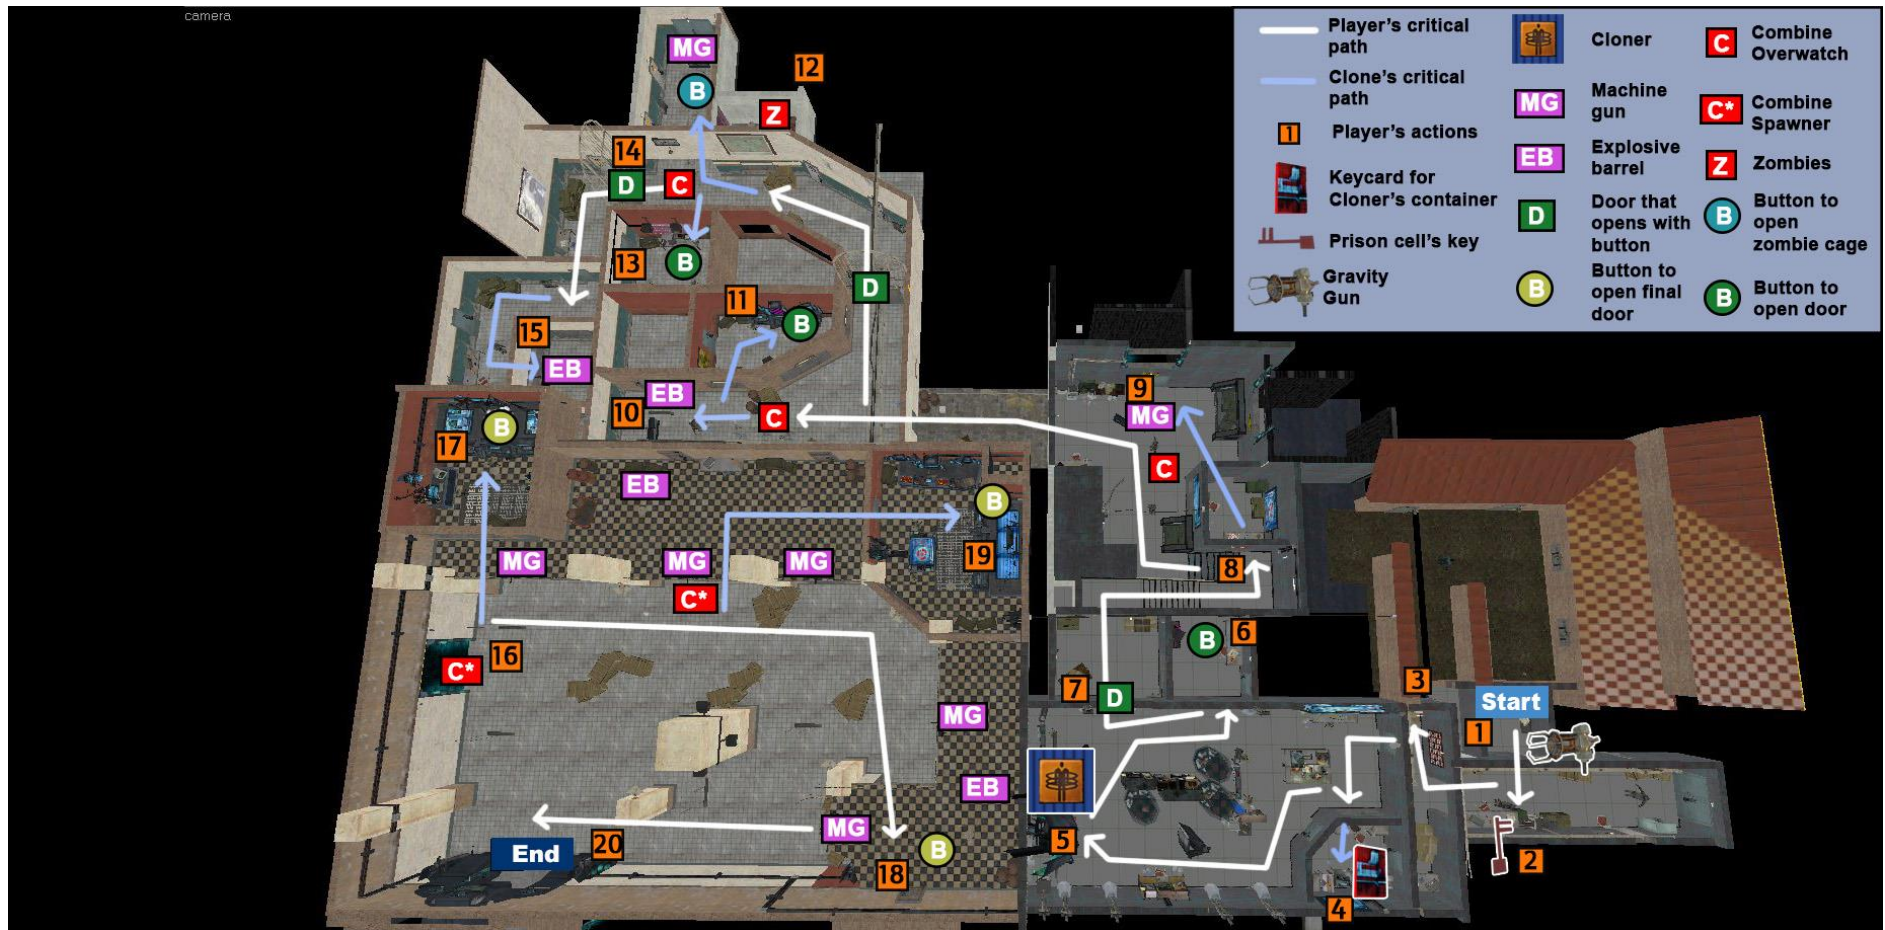 camera
Player's critical
path
Clone's critical
path
1 Player's actions
Keycard for
Cloner's container
Prison cell's key
Gravity
Gun
Cloner
MG Machine
gun
EB Explosive
barrel
D Door that
opens with
button
B Button to
open final
door
C Combine
Overwatch
C* Combine
Spawner
Z Zombies
B Button to
open
zombie cage
B Button to
open door
MG
B
12
Z
14
D
C
13
B
D
11
B
15
EB
EB
10
C
9
MG
C
17
B
EB
B
19
MG
MG
MG
C*
8
B
6
16
C*
7
D
3
Start
1
MG
EB
5
MG
B
End
20
18
4
2